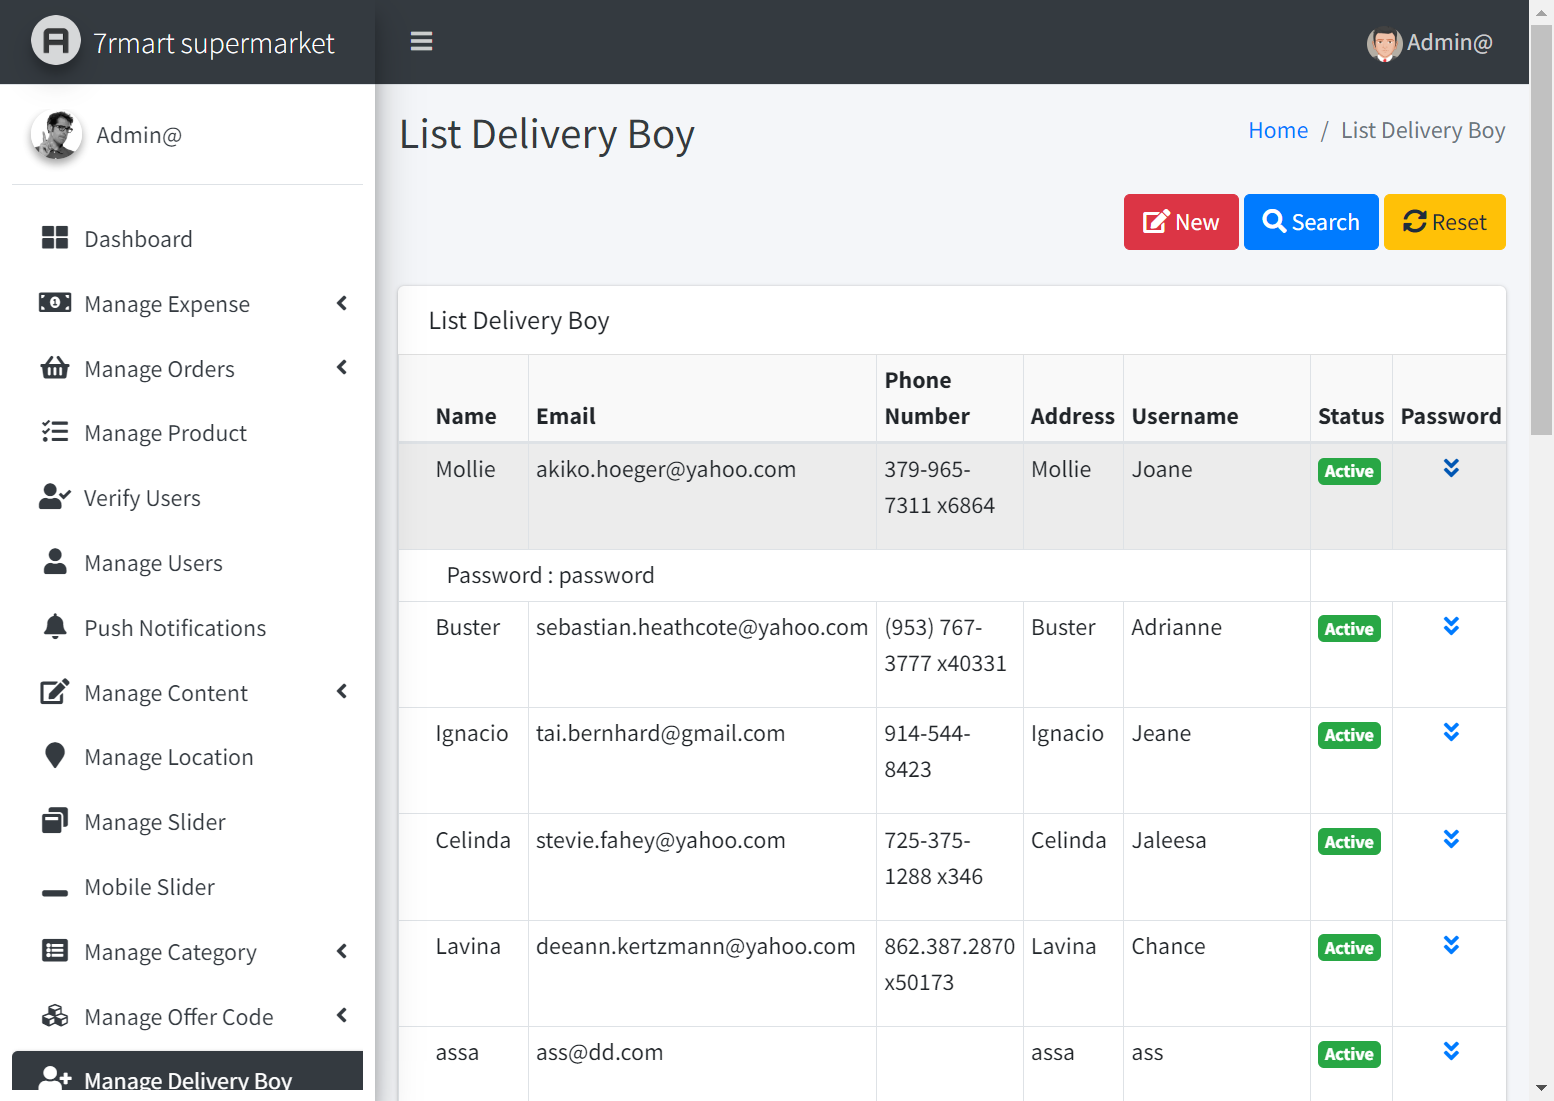 7rmart supermarket
Admin@
Admin@
Dashboard
Manage Expense
Manage Orders
Manage Product
Verify Users
Manage Users
Push Notifications
Manage Content
Manage Location
Manage Slider
Mobile Slider
Manage Category
Manage Offer Code
Manage Delivery Boy
List Delivery Boy
Home / List Delivery Boy
New Search Reset
List Delivery Boy
Name Email Phone Number Address Username Status Password
Mollie akiko.hoeger@yahoo.com 379-965-7311 x6864 Mollie Joane Active
Password : password
Buster sebastian.heathcote@yahoo.com (953) 767-3777 x40331 Buster Adrianne Active
Ignacio tai.bernhard@gmail.com 914-544-8423 Ignacio Jeane Active
Celinda stevie.fahey@yahoo.com 725-375-1288 x346 Celinda Jaleesa Active
Lavina deeann.kertzmann@yahoo.com 862.387.2870 x50173 Lavina Chance Active
assa ass@dd.com assa ass Active